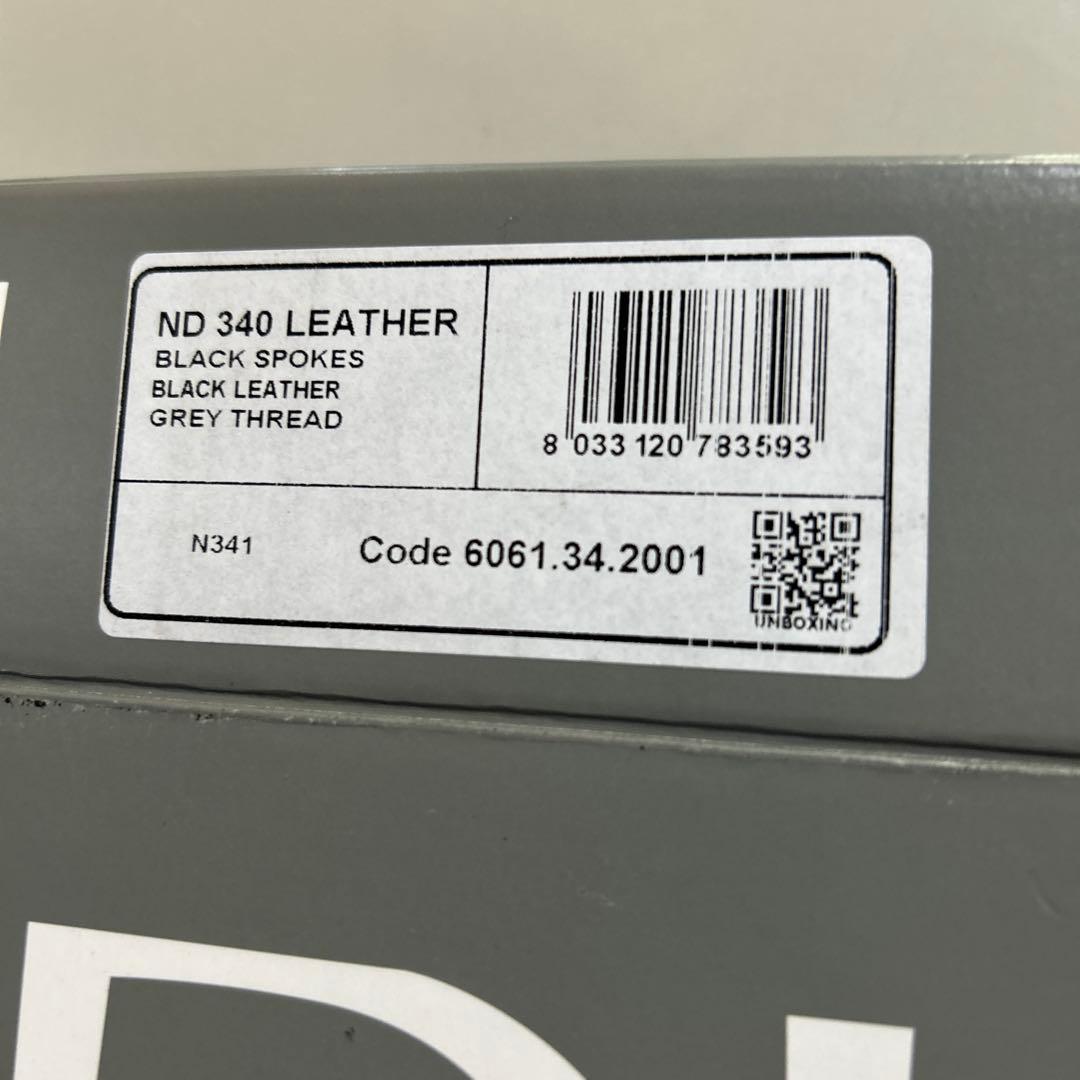 ND 340 LEATHER
BLACK SPOKES
BLACK LEATHER
GREY THREAD
8 033120 783593
N341
Code 6061.34.2001
UNBOXING